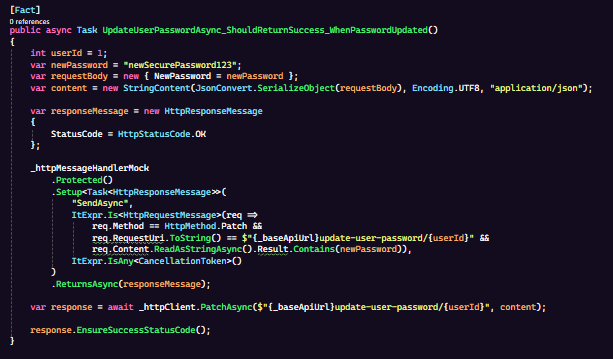 [Fact]
0 references
public async Task UpdateUserPasswordAsync_ShouldReturnSuccess_WhenPasswordUpdated()
{
int userId = 1;
var newPassword = "newSecurePassword123";
var requestBody = new { NewPassword = newPassword };
var content = new StringContent(JsonConvert.SerializeObject(requestBody), Encoding.UTF8, "application/json");
var responseMessage = new HttpResponseMessage
{
StatusCode = HttpStatusCode.OK
};
_httpMessageHandlerMock
.Protected()
.Setup<Task<HttpResponseMessage>>(
"SendAsync",
ItExpr.Is<HttpRequestMessage>(req =>
req.Method == HttpMethod.Patch &&
req.RequestUri.ToString() == $"{_baseApiUrl}update-user-password/{userId}" &&
req.Content.ReadAsStringAsync().Result.Contains(newPassword)),
ItExpr.IsAny<CancellationToken>()
)
.ReturnsAsync(responseMessage);
var response = await _httpClient.PatchAsync($"{_baseApiUrl}update-user-password/{userId}", content);
response.EnsureSuccessStatusCode();
}